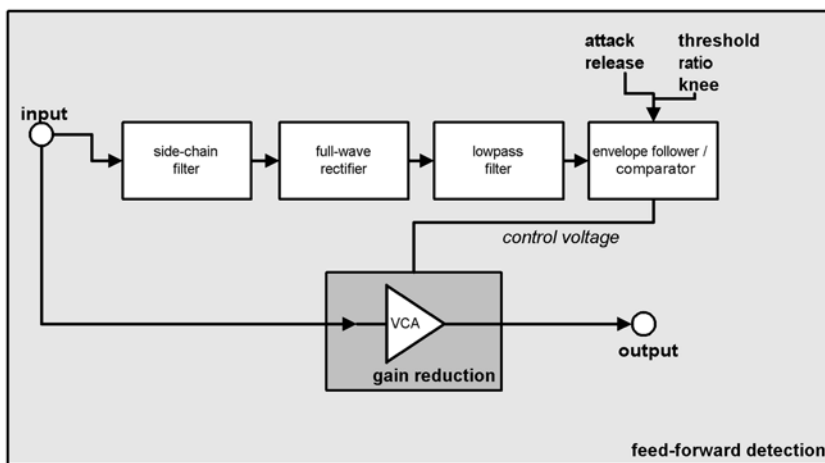 attack
release
threshold
ratio
knee
input
side-chain
filter
full-wave
rectifier
lowpass
filter
envelope follower /
comparator
control voltage
VCA
gain reduction
output
feed-forward detection